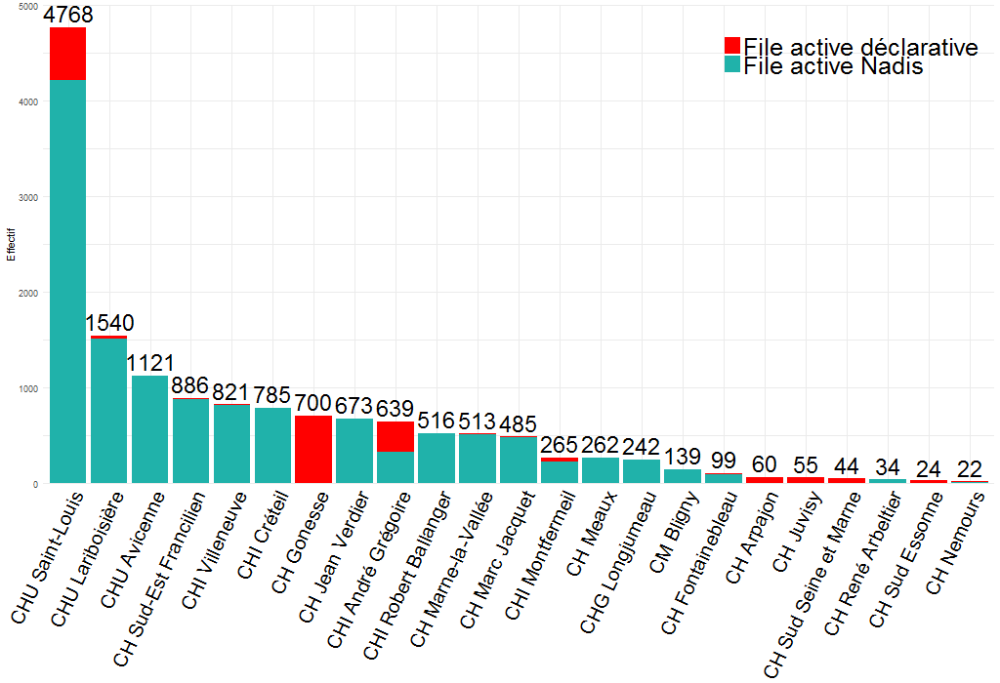 5000
4000
3000
2000
1000
0
Effectif
File active déclarative
File active Nadis
4768
1540
1121
886
821
785
700
673
639
516
513
485
265
262
242
139
99
60
55
44
34
24
22
CHU Saint-Louis
CHU Lariboisière
CHU Avicenne
CH Sud-Est Francilien
CHI Villeneuve
CHI Créteil
CH Gonesse
CH Jean Verdier
CHI André Grégoire
CHI Robert Ballanger
CH Marne-la-Vallée
CH Marc Jacquet
CHI Montfermeil
CH Meaux
CHG Longjumeau
CM Bligny
CH Fontainebleau
CH Arpajon
CH Juvisy
CH Sud Seine et Marne
CH René Arbeltier
CH Sud Essonne
CH Nemours